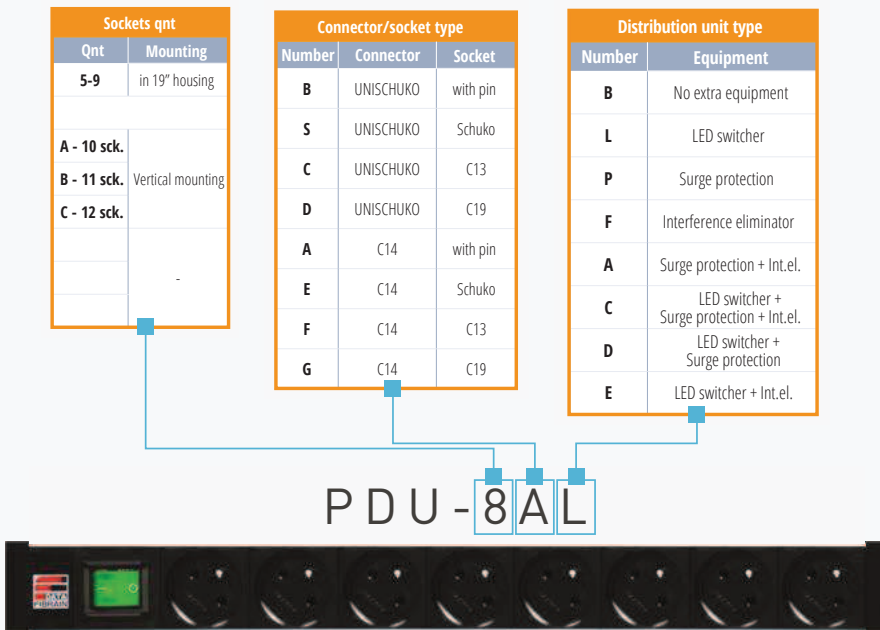 Sockets qnt
Qnt Mounting
5-9 in 19” housing
A - 10 sck.
B - 11 sck. Vertical mounting
C - 12 sck.
-
Connector/socket type
Number Connector Socket
B UNISCHUKO with pin
S UNISCHUKO Schuko
C UNISCHUKO C13
D UNISCHUKO C19
A C14 with pin
E C14 Schuko
F C14 C13
G C14 C19
Distribution unit type
Number Equipment
B No extra equipment
L LED switcher
P Surge protection
F Interference eliminator
A Surge protection + Int.el.
C LED switcher +
Surge protection + Int.el.
D LED switcher +
Surge protection
E LED switcher + Int.el.
PDU-8AL
DATA
FIBRAIN